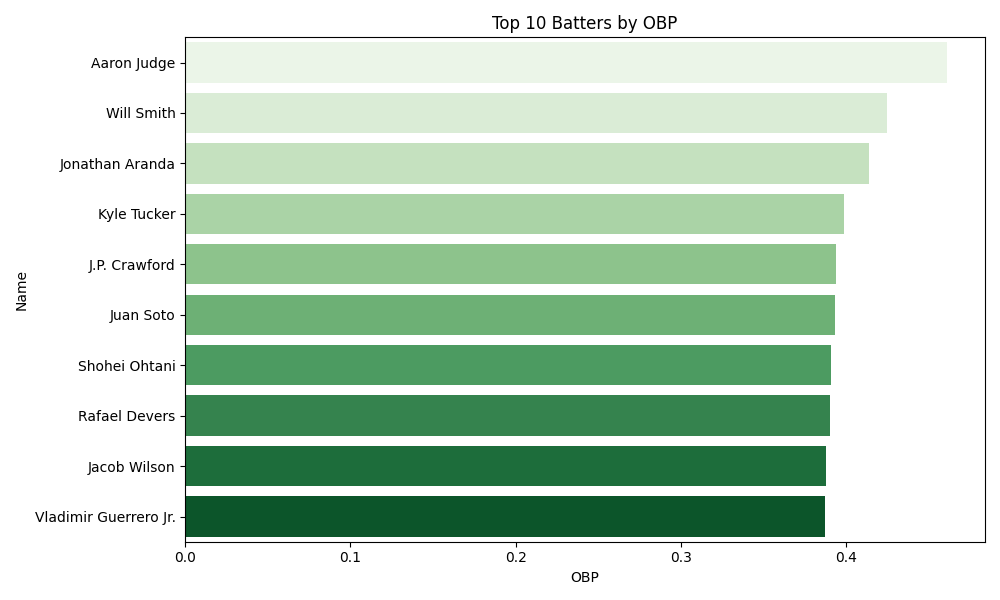 Top 10 Batters by OBP
Aaron Judge
Will Smith
Jonathan Aranda
Kyle Tucker
J.P. Crawford
Juan Soto
Shohei Ohtani
Rafael Devers
Jacob Wilson
Vladimir Guerrero Jr.
Name
0.0 0.1 0.2 0.3 0.4
OBP